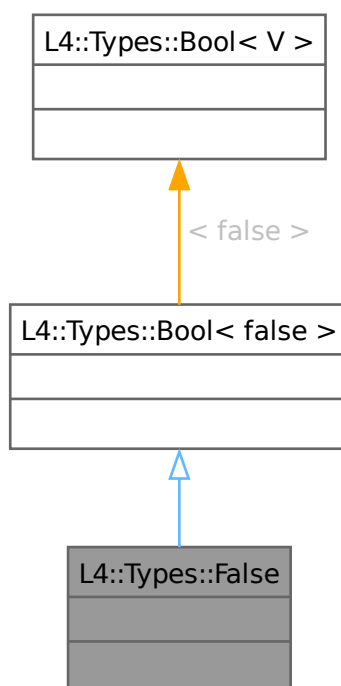 L4::Types::Bool< V >
< false >
L4::Types::Bool< false >
L4::Types::False